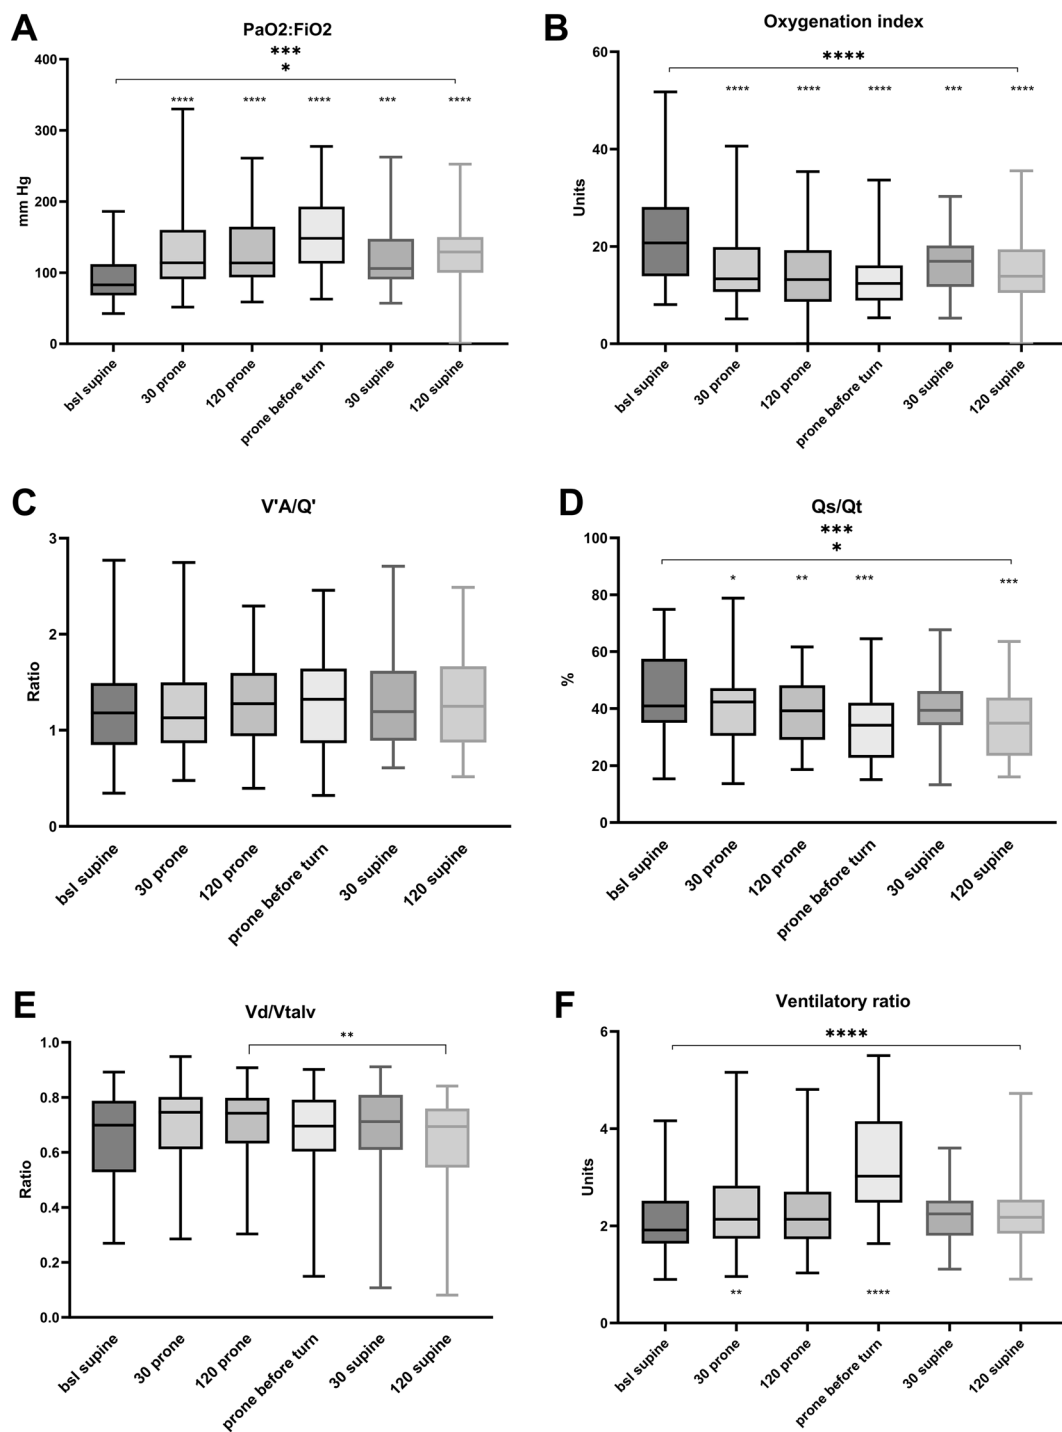 A
PaO2:FiO2
***
*
400
300
200
100
0
mm Hg
**** **** **** *** ****
bsl supine
30 prone
120 prone
prone before turn
30 supine
120 supine
B
Oxygenation index
****
60
40
20
0
Units
**** **** **** *** ****
bsl supine
30 prone
120 prone
prone before turn
30 supine
120 supine
C
V'A/Q'
3
2
1
0
Ratio
bsl supine
30 prone
120 prone
prone before turn
30 supine
120 supine
D
Qs/Qt
***
*
100
80
60
40
20
0
%
* ** *** ***
bsl supine
30 prone
120 prone
prone before turn
30 supine
120 supine
E
Vd/Vtalv
**
1.0
0.8
0.6
0.4
0.2
0.0
Ratio
bsl supine
30 prone
120 prone
prone before turn
30 supine
120 supine
F
Ventilatory ratio
****
6
4
2
0
Units
** ****
bsl supine
30 prone
120 prone
prone before turn
30 supine
120 supine